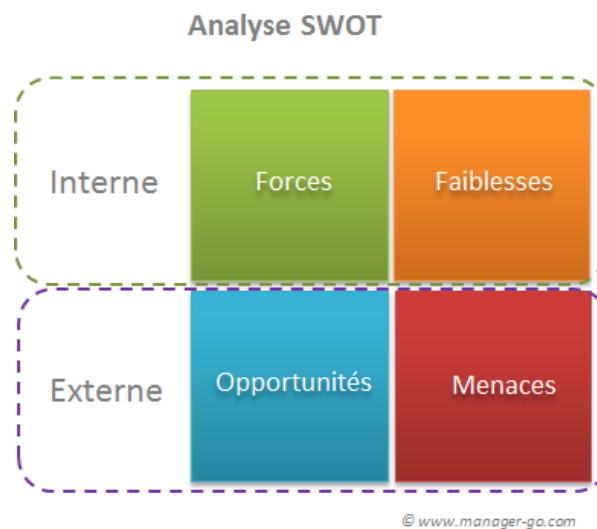 Analyse SWOT
Interne
Forces
Faiblesses
Externe
Opportunités
Menaces
© www.manager-go.com